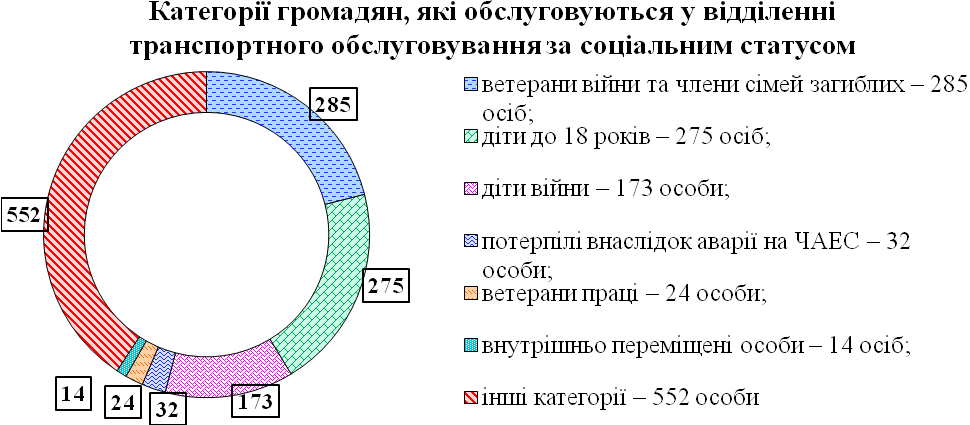 Категорії громадян, які обслуговуються у відділенні
транспортного обслуговування за соціальним статусом
ветерани війни та члени сімей загиблих – 285
осіб;
діти до 18 років – 275 осіб;
діти війни – 173 особи;
потерпілі внаслідок аварії на ЧАЕС – 32
особи;
ветерани праці – 24 особи;
внутрішньо переміщені особи – 14 осіб;
інші категорії – 552 особи
285
552
275
14
24
32
173